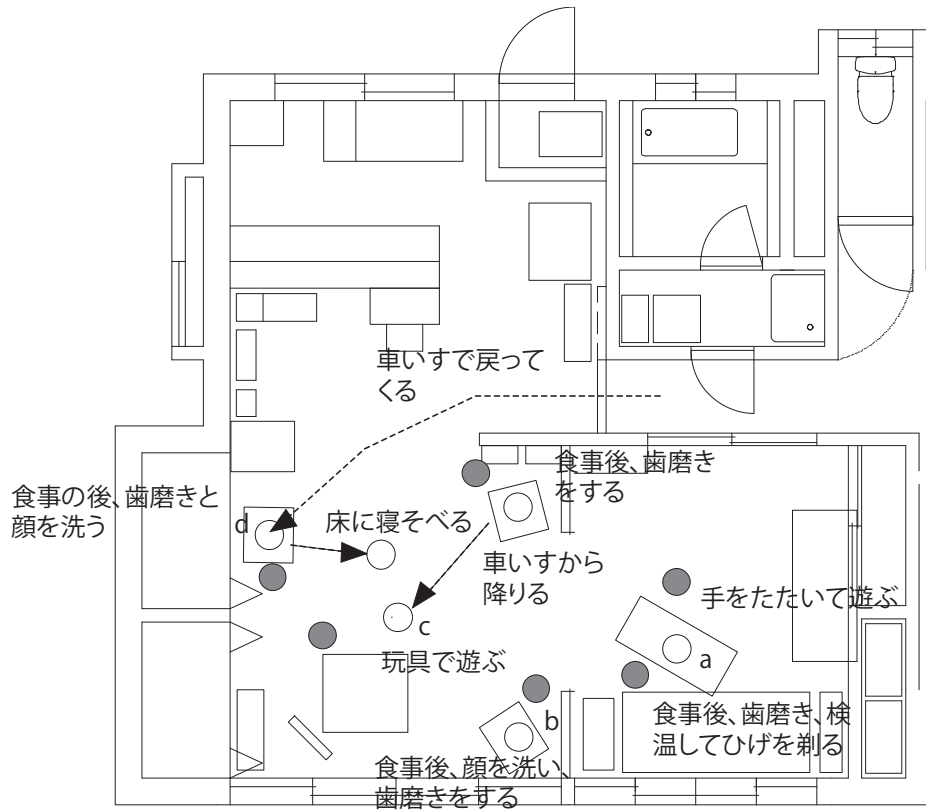 車いすで戻って
くる
食事後、歯磨き
をする
食事の後、歯磨きと
顔を洗う
d
床に寝そべる
車いすから
降りる
手をたたいて遊ぶ
c
a
玩具で遊ぶ
b
食事後、歯磨き、検
温してひげを剃る
食事後、顔を洗い、
歯磨きをする